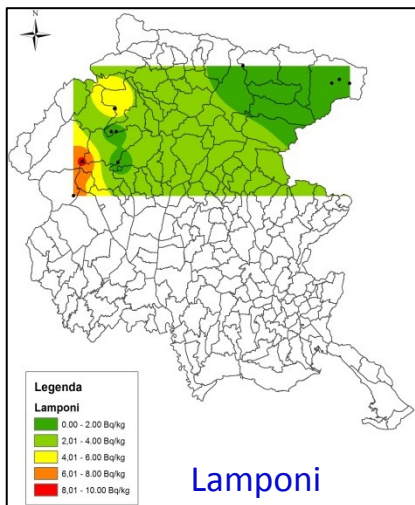 N
Legenda
Lamponi
0.00 - 2.00 Bq/kg
2,01 - 4.00 Bq/kg
4,01 - 6.00 Bq/kg
6,01 - 8.00 Bq/kg
8,01 - 10.00 Bq/kg
Lamponi